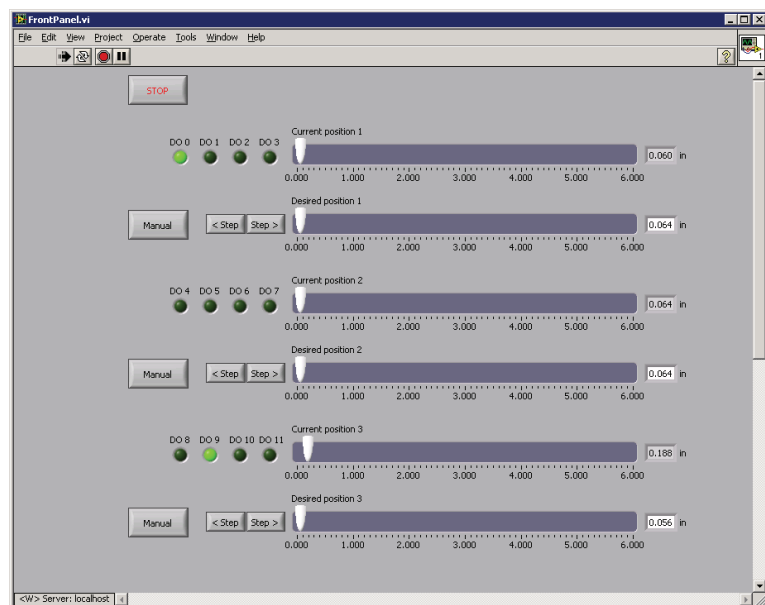 FrontPanel.vi
File Edit View Project Operate Tools Window Help
?
1
STOP
Current position 1
DO 0 DO 1 DO 2 DO 3
0.060 in
0.000 1.000 2.000 3.000 4.000 5.000 6.000
Desired position 1
Manual < Step Step > 0.064 in
0.000 1.000 2.000 3.000 4.000 5.000 6.000
Current position 2
DO 4 DO 5 DO 6 DO 7
0.064 in
0.000 1.000 2.000 3.000 4.000 5.000 6.000
Desired position 2
Manual < Step Step > 0.064 in
0.000 1.000 2.000 3.000 4.000 5.000 6.000
Current position 3
DO 8 DO 9 DO 10 DO 11
0.188 in
0.000 1.000 2.000 3.000 4.000 5.000 6.000
Desired position 3
Manual < Step Step > 0.056 in
0.000 1.000 2.000 3.000 4.000 5.000 6.000
<W> Server: localhost